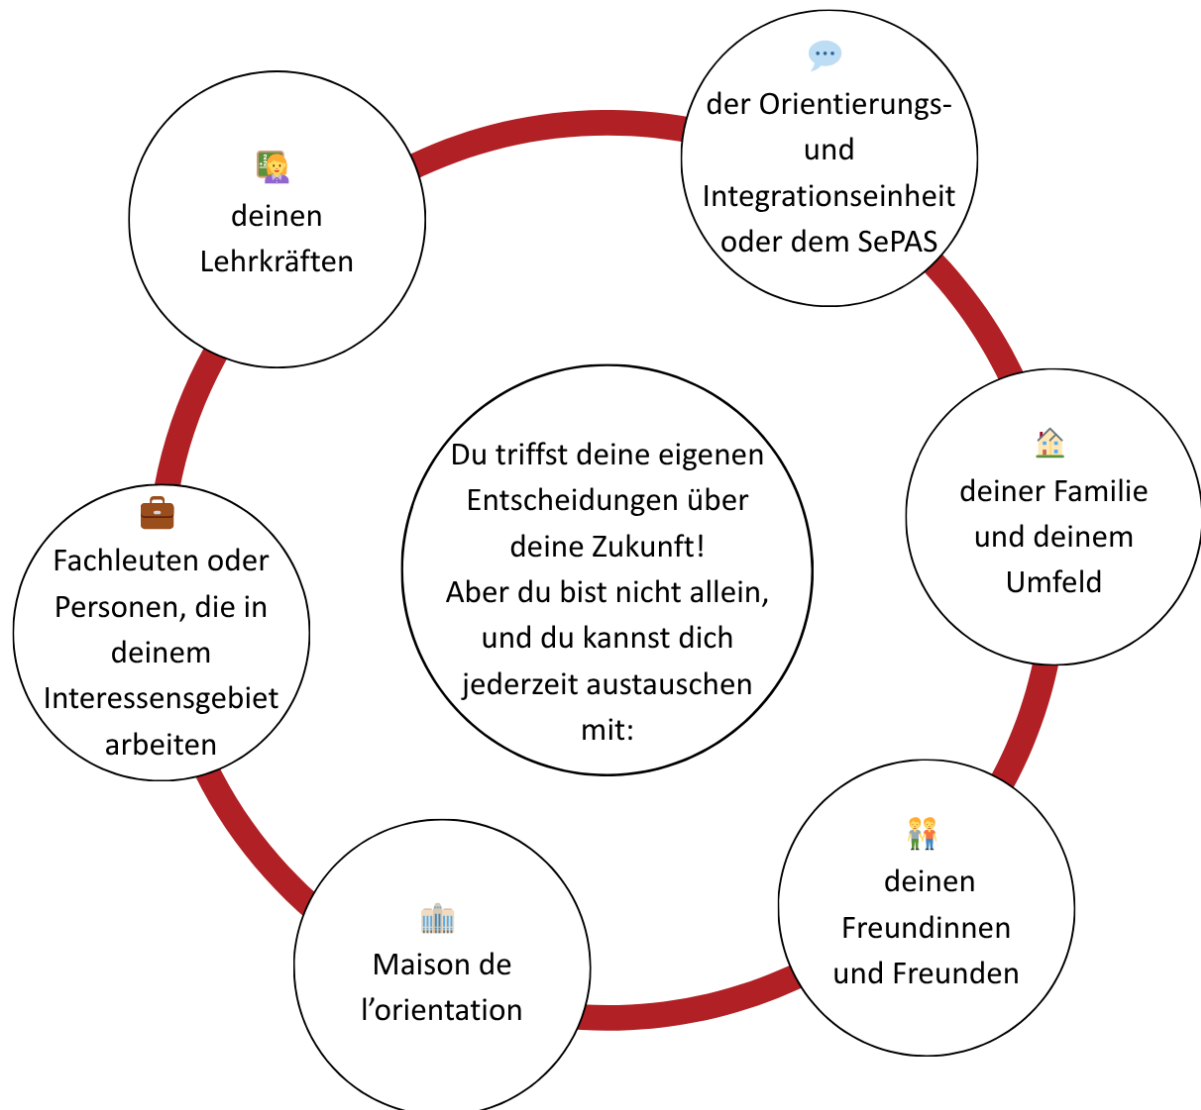 Du triffst deine eigenen
Entscheidungen über
deine Zukunft!
Aber du bist nicht allein,
und du kannst dich
jederzeit austauschen
mit:
deinen
Lehrkräften
der Orientierungs-
und
Integrationseinheit
oder dem SePAS
deiner Familie
und deinem
Umfeld
deinen
Freundinnen
und Freunden
Maison de
l’orientation
Fachleuten oder
Personen, die in
deinem
Interessensgebiet
arbeiten